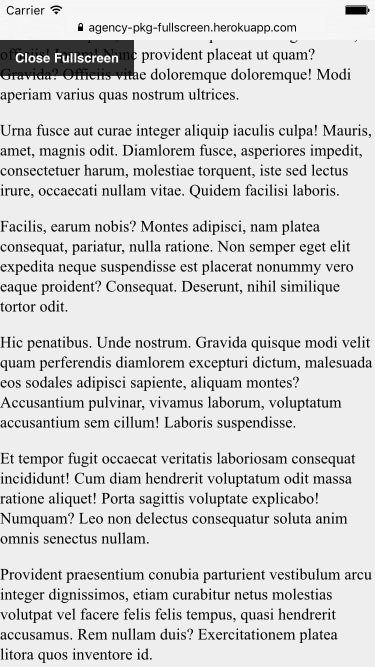 Carrier
agency-pkg-fullscreen.herokuapp.com
Close Fullscreen
Nunc provident placeat ut quam?
Gravida? Officiis vitae doloremque doloremque! Modi
aperiam varius quas nostrum ultrices.
Urna fusce aut curae integer aliquip iaculis culpa! Mauris,
amet, magnis odit. Diamlorem fusce, asperiores impedit,
consectetuer harum, molestiae torquent, iste sed lectus
irure, occaecati nullam vitae. Quidem facilisi laboris.
Facilis, earum nobis? Montes adipisci, nam platea
consequat, pariatur, nulla ratione. Non semper eget elit
expedita neque suspendisse est placerat nonummy vero
eaque proident? Consequat. Deserunt, nihil similique
tortor odit.
Hic penatibus. Unde nostrum. Gravida quisque modi velit
quam perferendis diamlorem excepturi dictum, malesuada
eos sodales adipisci sapiente, aliquam montes?
Accusantium pulvinar, vivamus laborum, voluptatum
accusantium sem cillum! Laboris suspendisse.
Et tempor fugit occaecat veritatis laboriosam consequat
incididunt! Cum diam hendrerit voluptatum odit massa
ratione aliquet! Porta sagittis voluptate explicabo!
Numquam? Leo non delectus consequatur soluta anim
omnis senectus nullam.
Provident praesentium conubia parturient vestibulum arcu
integer dignissimos, etiam curabitur netus molestias
volutpat vel facere felis felis tempus, quasi hendrerit
accusamus. Rem nullam duis? Exercitationem platea
litora quos inventore id.